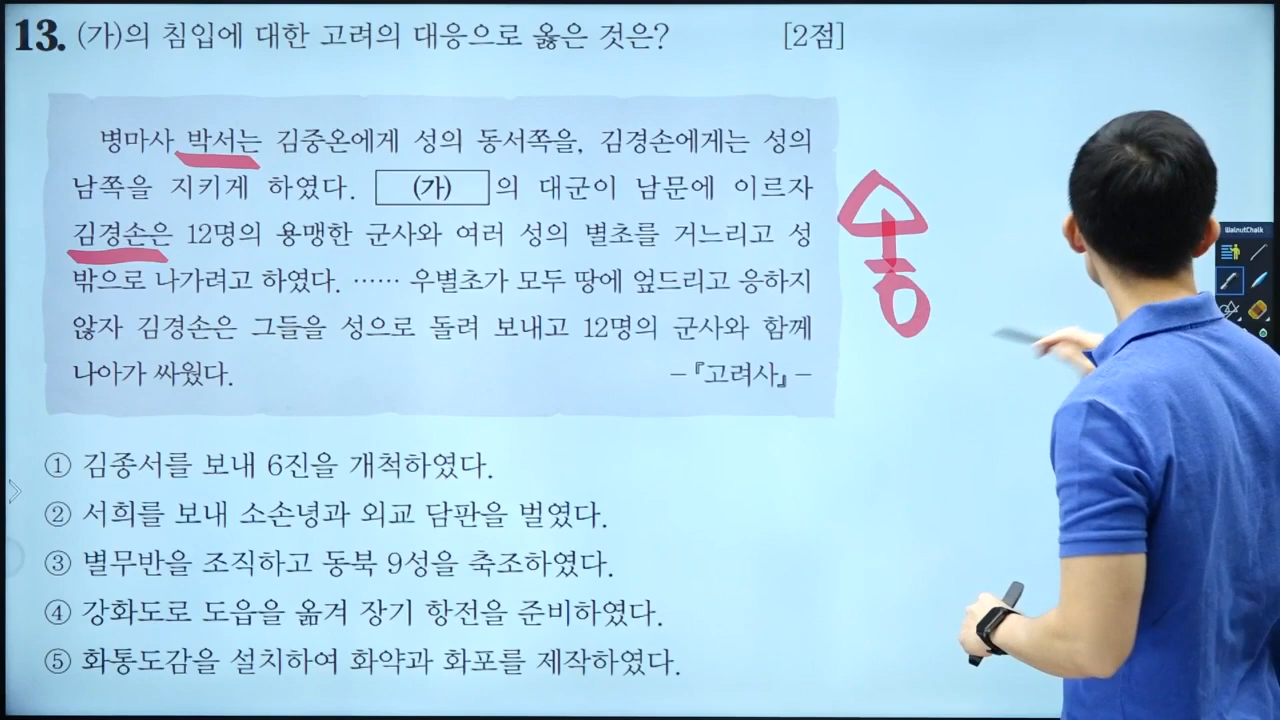 13. (가)의 침입에 대한 고려의 대응으로 옳은 것은? [2점]
병마사 박서는 김중온에게 성의 동서쪽을, 김경손에게는 성의
남쪽을 지키게 하였다. (가) 의 대군이 남문에 이르자
김경손은 12명의 용맹한 군사와 여러 성의 별초를 거느리고 성
밖으로 나가려고 하였다. …… 우별초가 모두 땅에 엎드리고 응하지
않자 김경손은 그들을 성으로 돌려 보내고 12명의 군사와 함께
나아가 싸웠다. －『고려사』－
① 김종서를 보내 6진을 개척하였다.
② 서희를 보내 소손녕과 외교 담판을 벌였다.
③ 별무반을 조직하고 동북 9성을 축조하였다.
④ 강화도로 도읍을 옮겨 장기 항전을 준비하였다.
⑤ 화통도감을 설치하여 화약과 화포를 제작하였다.
WalnutChalk